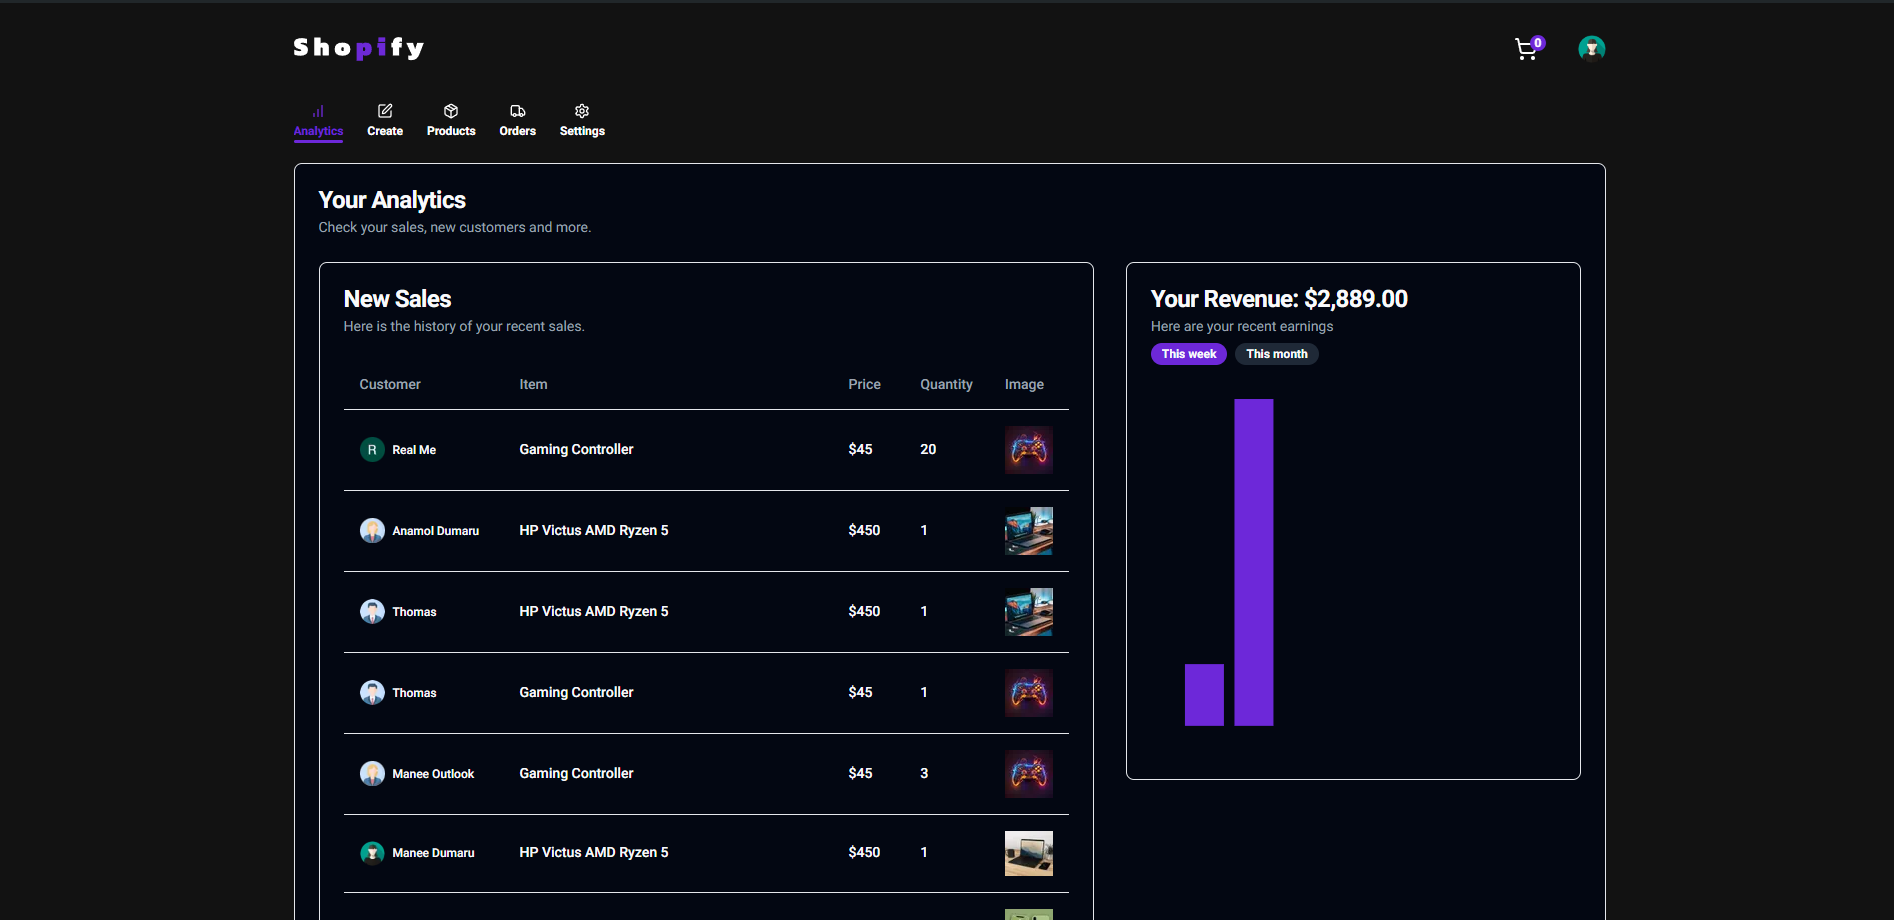 Shopify
0
Analytics
Create
Products
Orders
Settings
Your Analytics
Check your sales, new customers and more.
New Sales
Here is the history of your recent sales.
Customer Item Price Quantity Image
R Real Me Gaming Controller $45 20
Anamol Dumaru HP Victus AMD Ryzen 5 $450 1
Thomas HP Victus AMD Ryzen 5 $450 1
Thomas Gaming Controller $45 1
Manee Outlook Gaming Controller $45 3
Manee Dumaru HP Victus AMD Ryzen 5 $450 1
Your Revenue: $2,889.00
Here are your recent earnings
This week This month